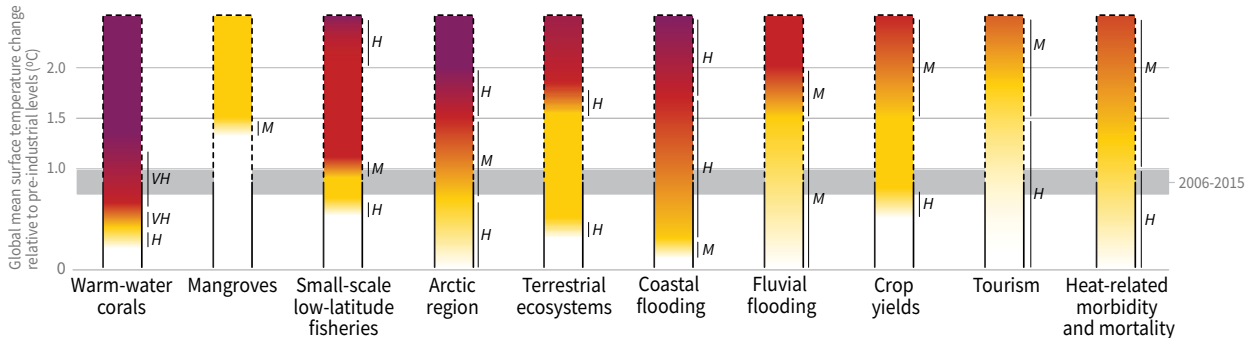 Global mean surface temperature change
relative to pre-industrial levels (ºC)
2.0
1.5
1.0
0
2006-2015
VH
VH
H
M
H
M
H
H
M
H
H
H
H
H
M
M
M
M
H
M
H
M
H
Warm-water
corals
Mangroves
Small-scale
low-latitude
fisheries
Arctic
region
Terrestrial
ecosystems
Coastal
flooding
Fluvial
flooding
Crop
yields
Tourism
Heat-related
morbidity
and mortality